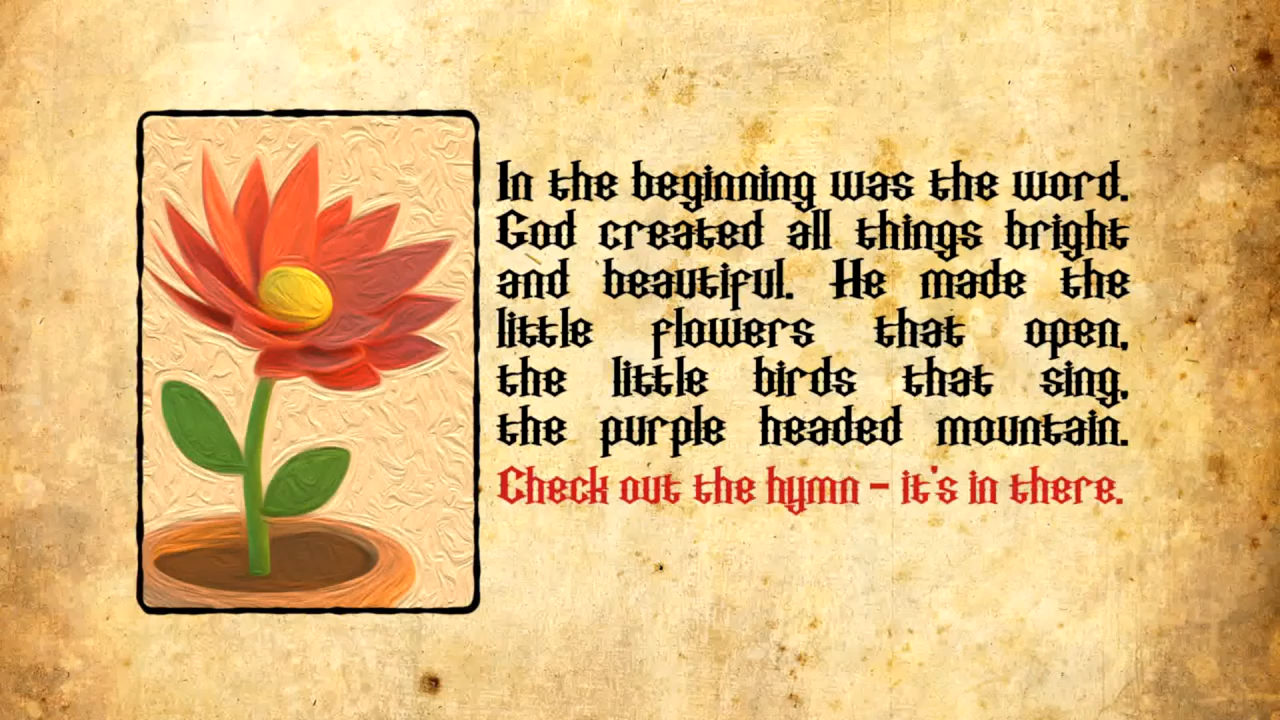 In the beginning was the word.
God created all things bright
and beautiful. He made the
little flowers that open,
the little birds that sing,
the purple headed mountain.
Check out the hymn - it's in there.